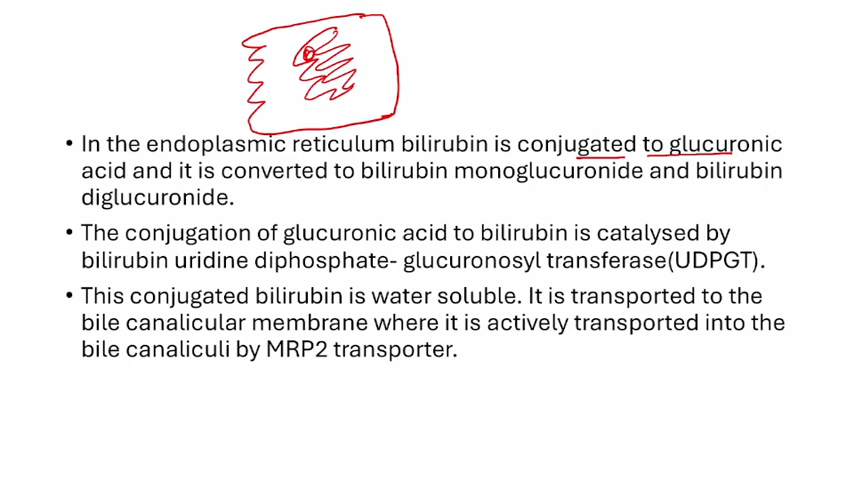 • In the endoplasmic reticulum bilirubin is conjugated to glucuronic
acid and it is converted to bilirubin monoglucuronide and bilirubin
diglucuronide.
• The conjugation of glucuronic acid to bilirubin is catalysed by
bilirubin uridine diphosphate- glucuronosyl transferase(UDPGT).
• This conjugated bilirubin is water soluble. It is transported to the
bile canalicular membrane where it is actively transported into the
bile canaliculi by MRP2 transporter.